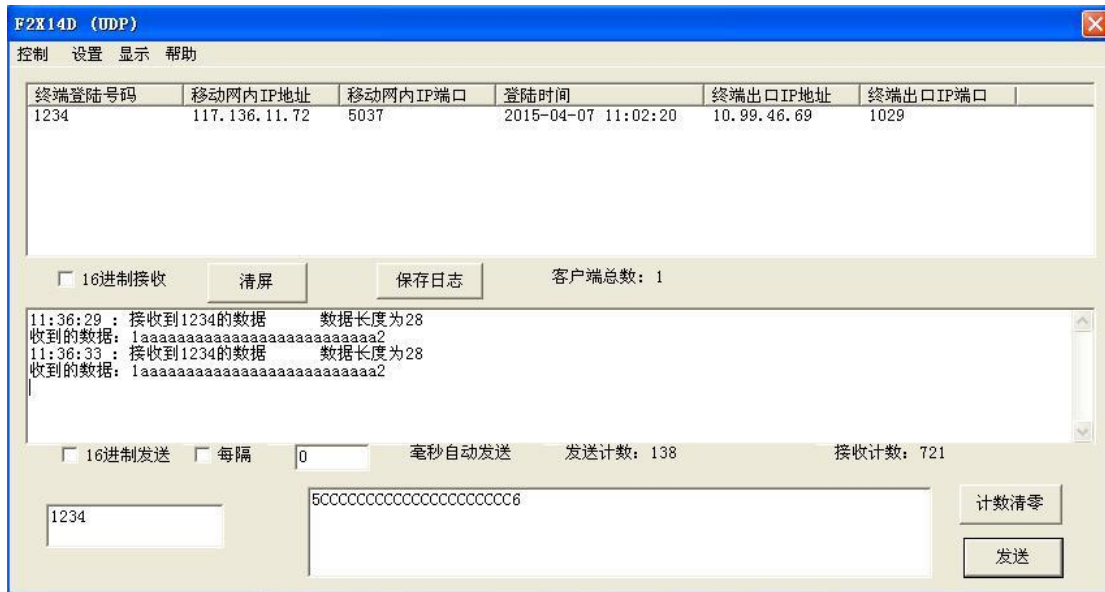 F2X14D (UDP)
控制 设置 显示 帮助
终端登陆号码 移动网内IP地址 移动网内IP端口 登陆时间 终端出口IP地址 终端出口IP端口
1234 117.136.11.72 5037 2015-04-07 11:02:20 10.99.46.69 1029
16进制接收 清屏 保存日志 客户端总数: 1
11:36:29 : 接收到1234的数据 数据长度为28
收到的数据: 1aaaaaaaaaaaaaaaaaaaaaaaaaa2
11:36:33 : 接收到1234的数据 数据长度为28
收到的数据: 1aaaaaaaaaaaaaaaaaaaaaaaaaa2
16进制发送 每隔 0 毫秒自动发送 发送计数: 138 接收计数: 721
5CCCCCCCCCCCCCCCCCCCCC6
1234
计数清零
发送